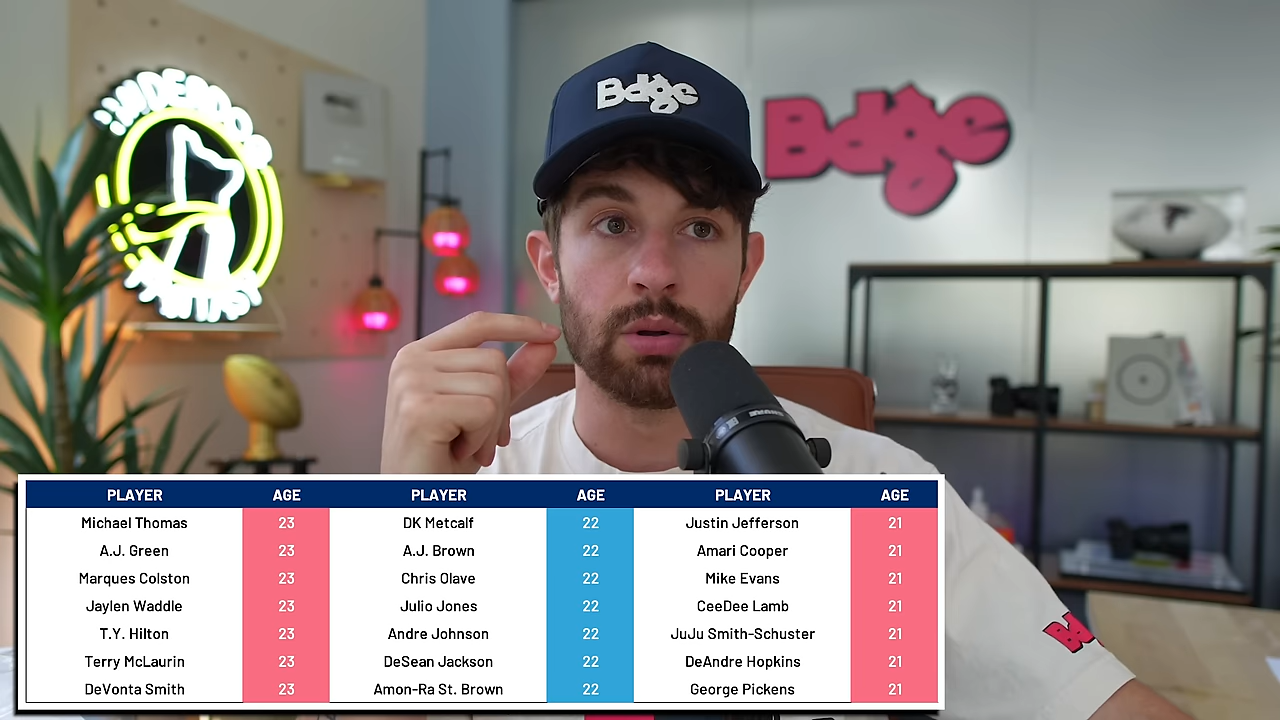 UNDERDOG
FANTASY
Bdge
Bdge
SHURE
PLAYER AGE PLAYER AGE PLAYER AGE
Michael Thomas 23 DK Metcalf 22 Justin Jefferson 21
A.J. Green 23 A.J. Brown 22 Amari Cooper 21
Marques Colston 23 Chris Olave 22 Mike Evans 21
Jaylen Waddle 23 Julio Jones 22 CeeDee Lamb 21
T.Y. Hilton 23 Andre Johnson 22 JuJu Smith-Schuster 21
Terry McLaurin 23 DeSean Jackson 22 DeAndre Hopkins 21
DeVonta Smith 23 Amon-Ra St. Brown 22 George Pickens 21